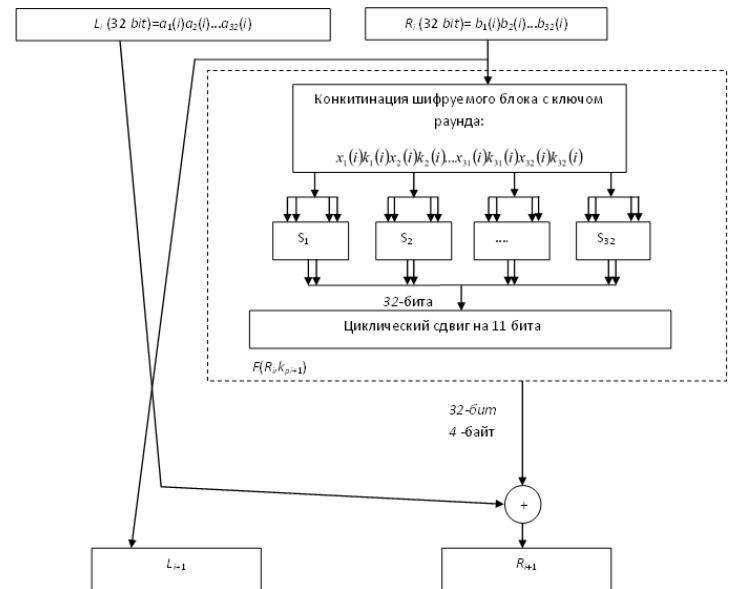 Lᵢ (32 bit)=a₁(i)a₂(i)...a₃₂(i)
Rᵢ (32 bit)= b₁(i)b₂(i)...b₃₂(i)
Конкитинация шифруемого блока с ключом
раунда:
x₁(i)k₁(i)x₂(i)k₂(i)...x₃₁(i)k₃₁(i)x₃₂(i)k₃₂(i)
S₁
S₂
....
S₃₂
32-бита
Циклический сдвиг на 11 бита
F(Rᵢ,kₚᵢ₊₁)
32-бит
4 -байт
+
Lᵢ₊₁
Rᵢ₊₁